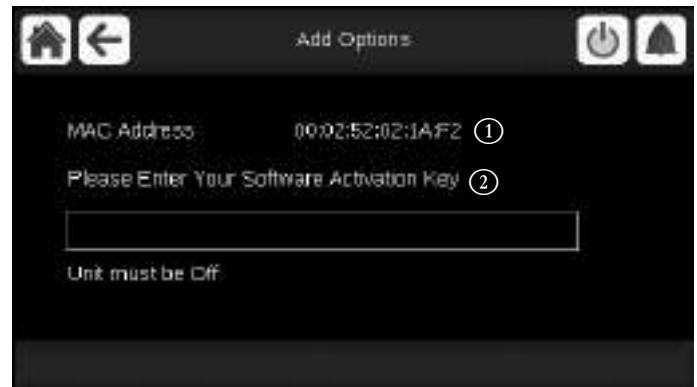 Add Options
MAC Address 00:02:52:02:1A:F2 ①
Please Enter Your Software Activation Key ②
Unit must be Off